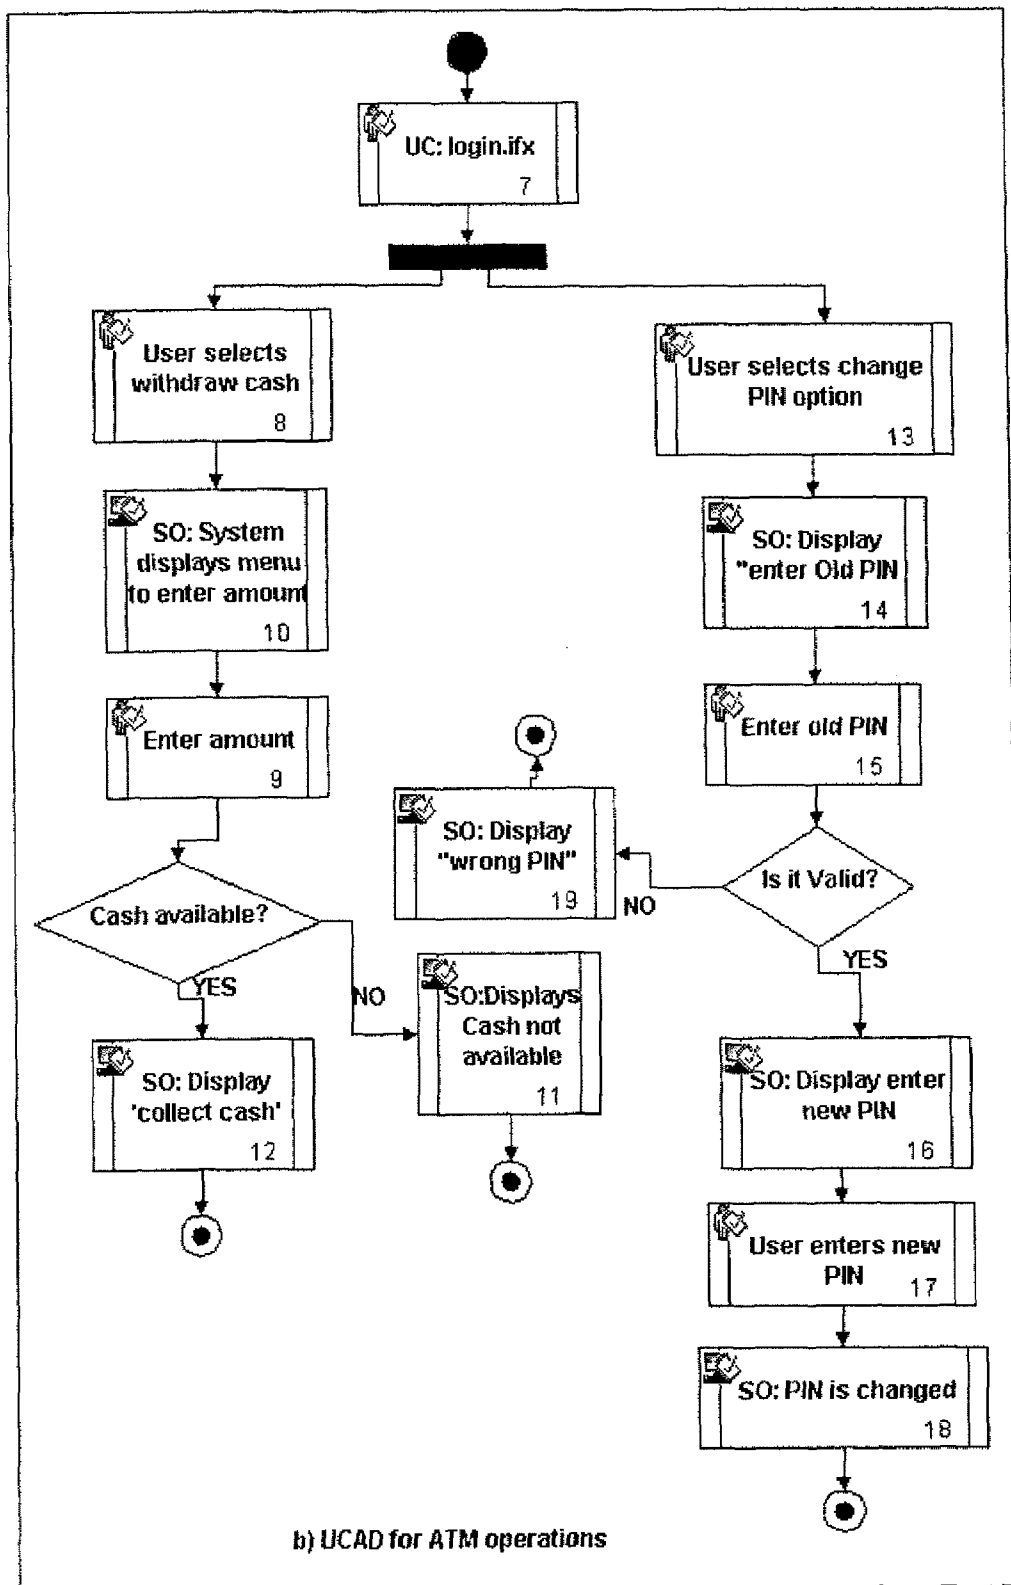 UC: login.ifx
7
User selects
withdraw cash
8
SO: System
displays menu
to enter amount
10
Enter amount
9
Cash available?
YES
NO
SO: Display
'collect cash'
12
SO:Displays
Cash not
available
11
User selects change
PIN option
13
SO: Display
"enter Old PIN
14
Enter old PIN
15
Is it Valid?
NO
YES
SO: Display
"wrong PIN"
19
SO: Display enter
new PIN
16
User enters new
PIN
17
SO: PIN is changed
18
b) UCAD for ATM operations